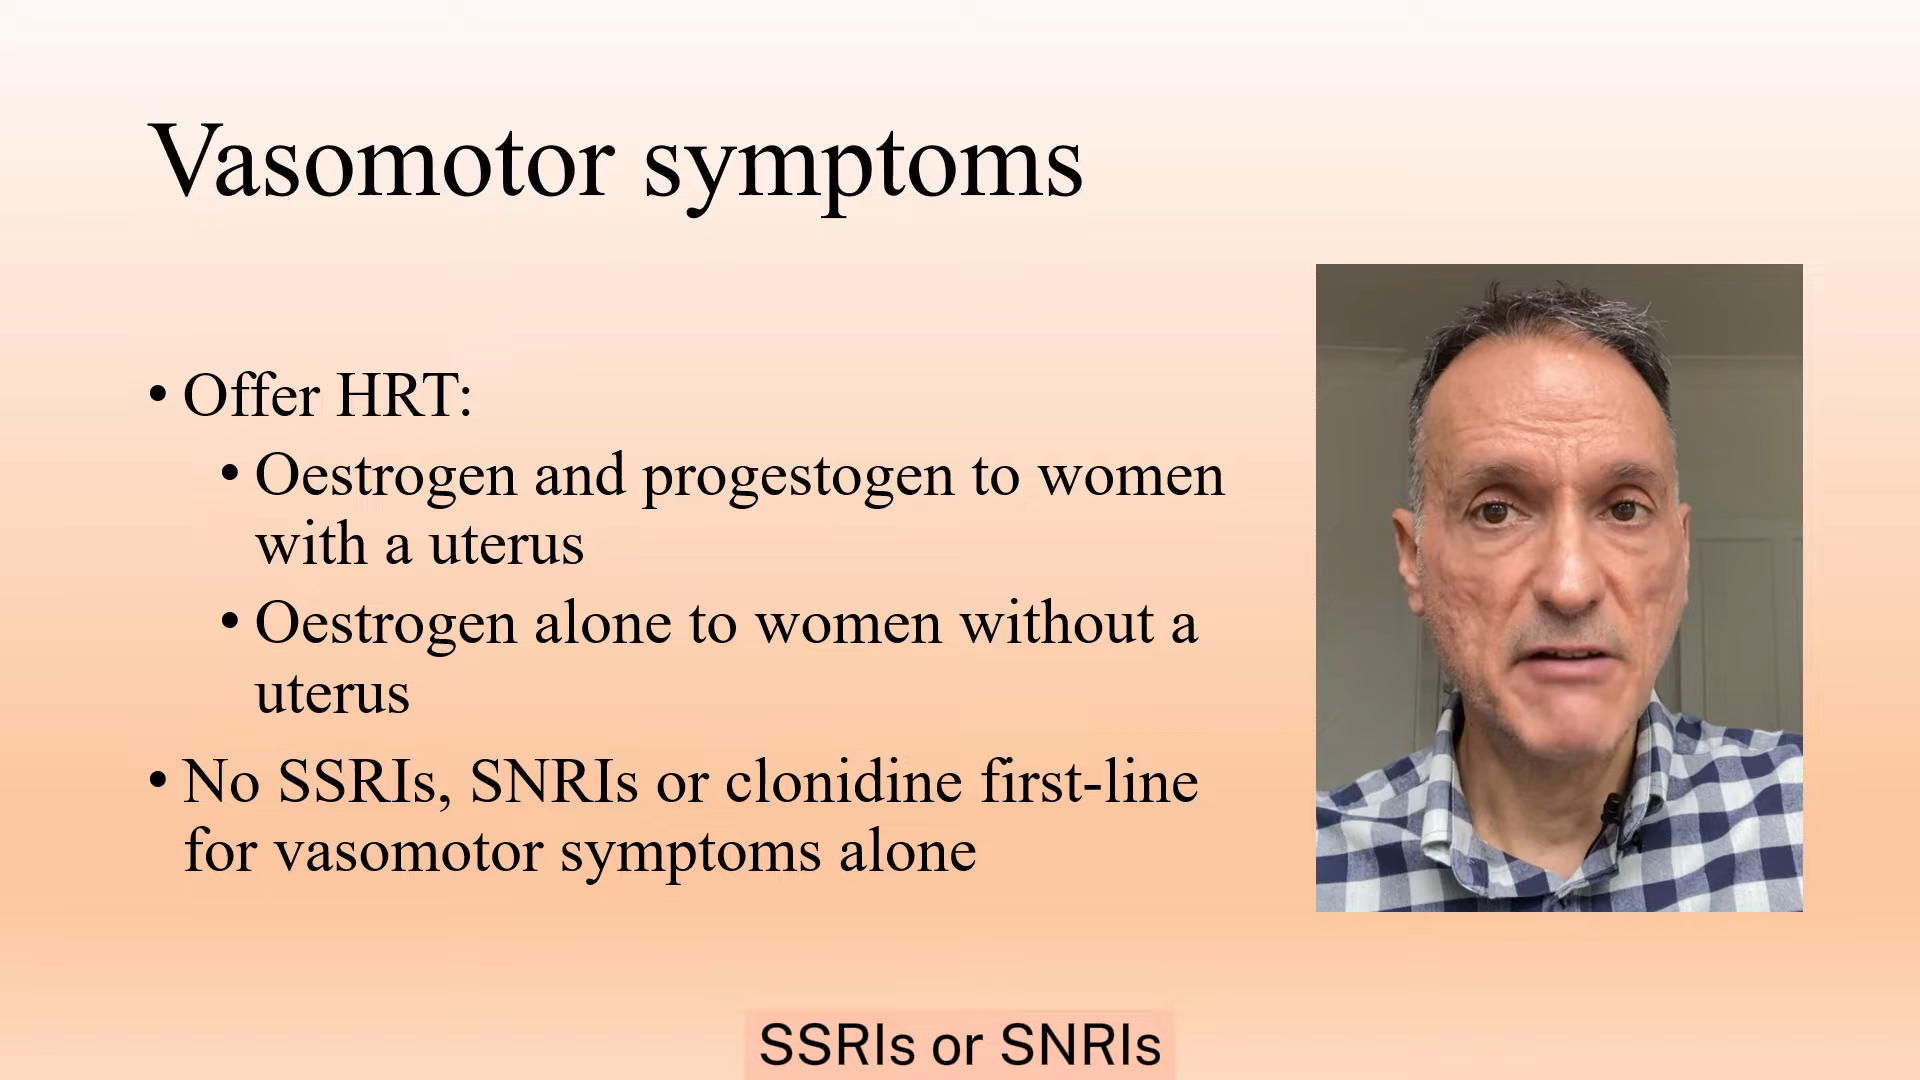 Vasomotor symptoms
• Offer HRT:
• Oestrogen and progestogen to women
with a uterus
• Oestrogen alone to women without a
uterus
• No SSRIs, SNRIs or clonidine first-line
for vasomotor symptoms alone
SSRIs or SNRIs